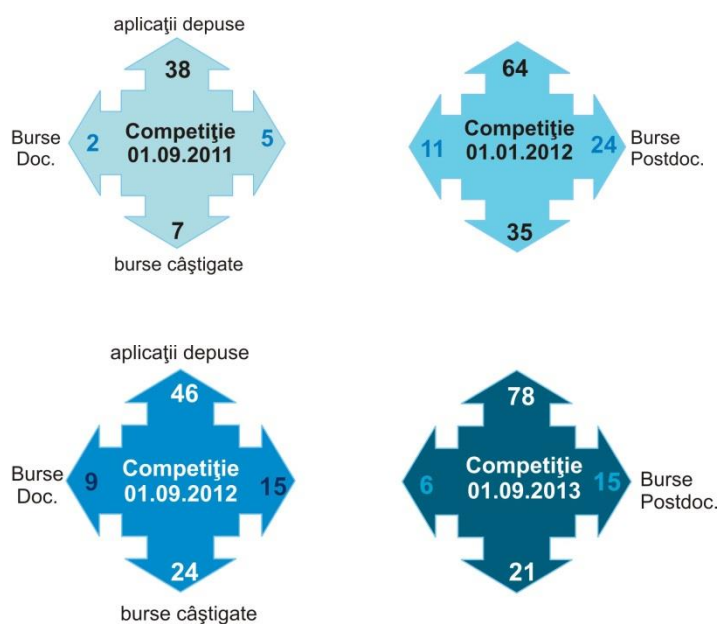 aplicaţii depuse
38
64
Burse
Doc.
2
Competiţie
01.09.2011
5
11
Competiţie
01.01.2012
24
Burse
Postdoc.
7
35
burse câştigate
aplicaţii depuse
46
78
Burse
Doc.
9
Competiţie
01.09.2012
15
6
Competiţie
01.09.2013
15
Burse
Postdoc.
24
21
burse câştigate